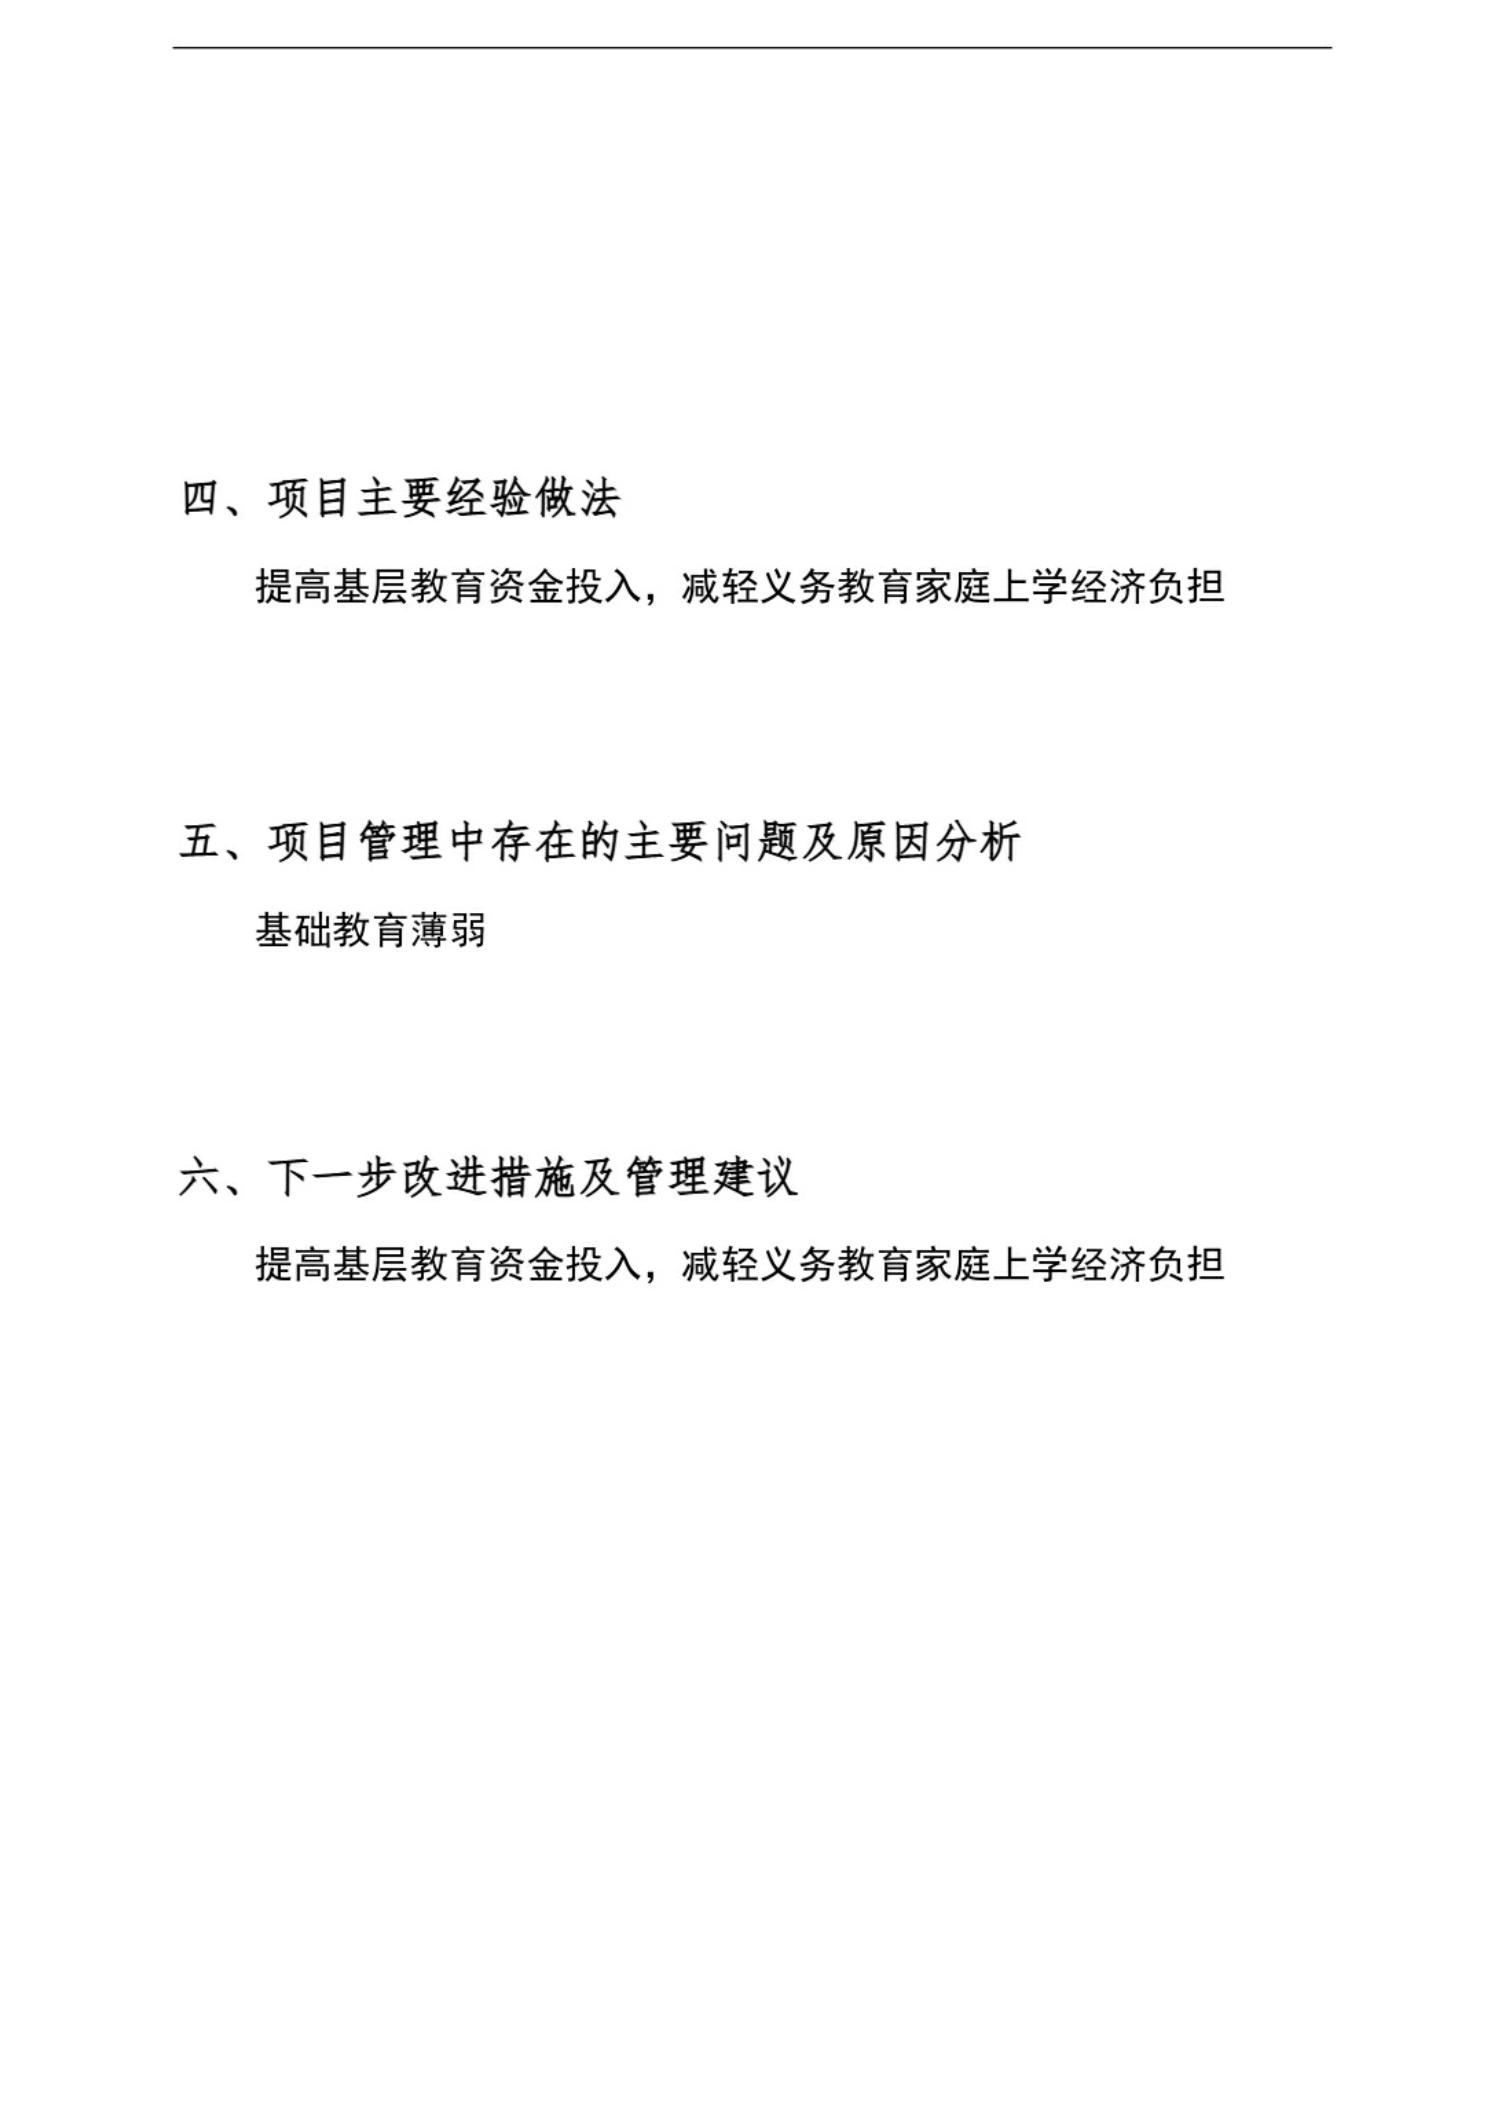 四、项目主要经验做法
提高基层教育资金投入，减轻义务教育家庭上学经济负担
五、项目管理中存在的主要问题及原因分析
基础教育薄弱
六、下一步改进措施及管理建议
提高基层教育资金投入，减轻义务教育家庭上学经济负担